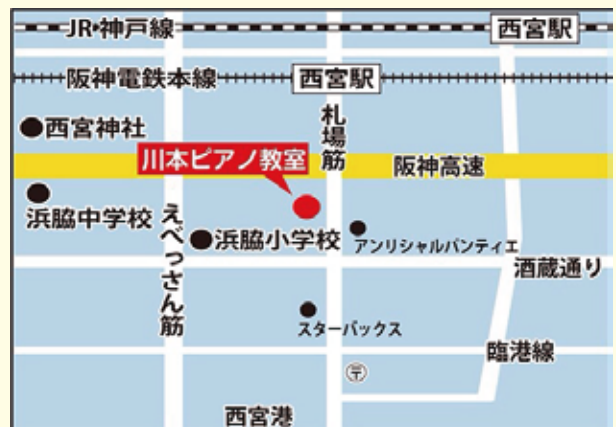 JR・神戸線
西宮駅
阪神電鉄本線
西宮駅
西宮神社
札場筋
川本ピアノ教室
阪神高速
浜脇中学校
えべっさん筋
浜脇小学校
アンリシャルパンティエ
酒蔵通り
スターバックス
臨港線
〒
西宮港